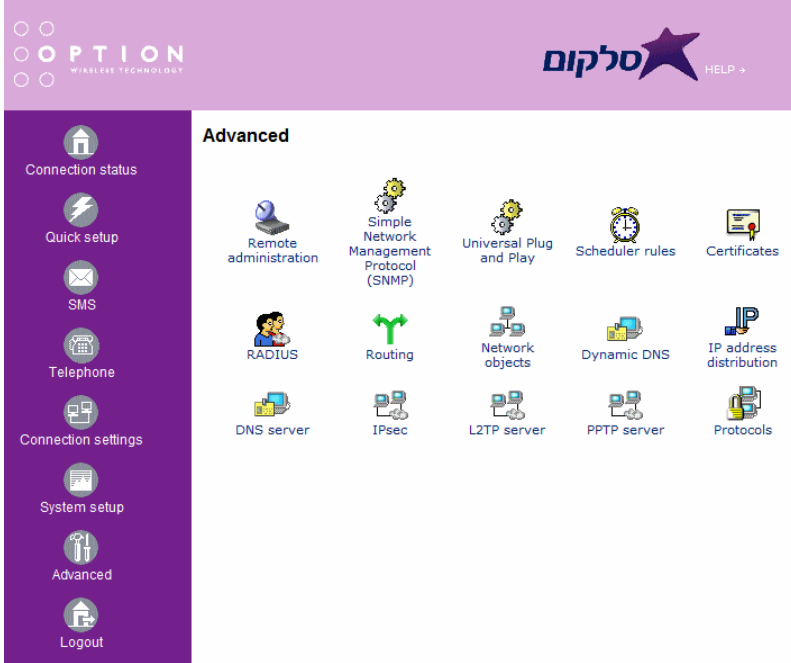 OPTION
WIRELESS TECHNOLOGY
סלקום
HELP →
Connection status
Quick setup
SMS
Telephone
Connection settings
System setup
Advanced
Logout
Advanced
Remote
administration
Simple
Network
Management
Protocol
(SNMP)
Universal Plug
and Play
Scheduler rules
Certificates
RADIUS
Routing
Network
objects
Dynamic DNS
IP
IP address
distribution
DNS server
IPsec
L2TP server
PPTP server
Protocols